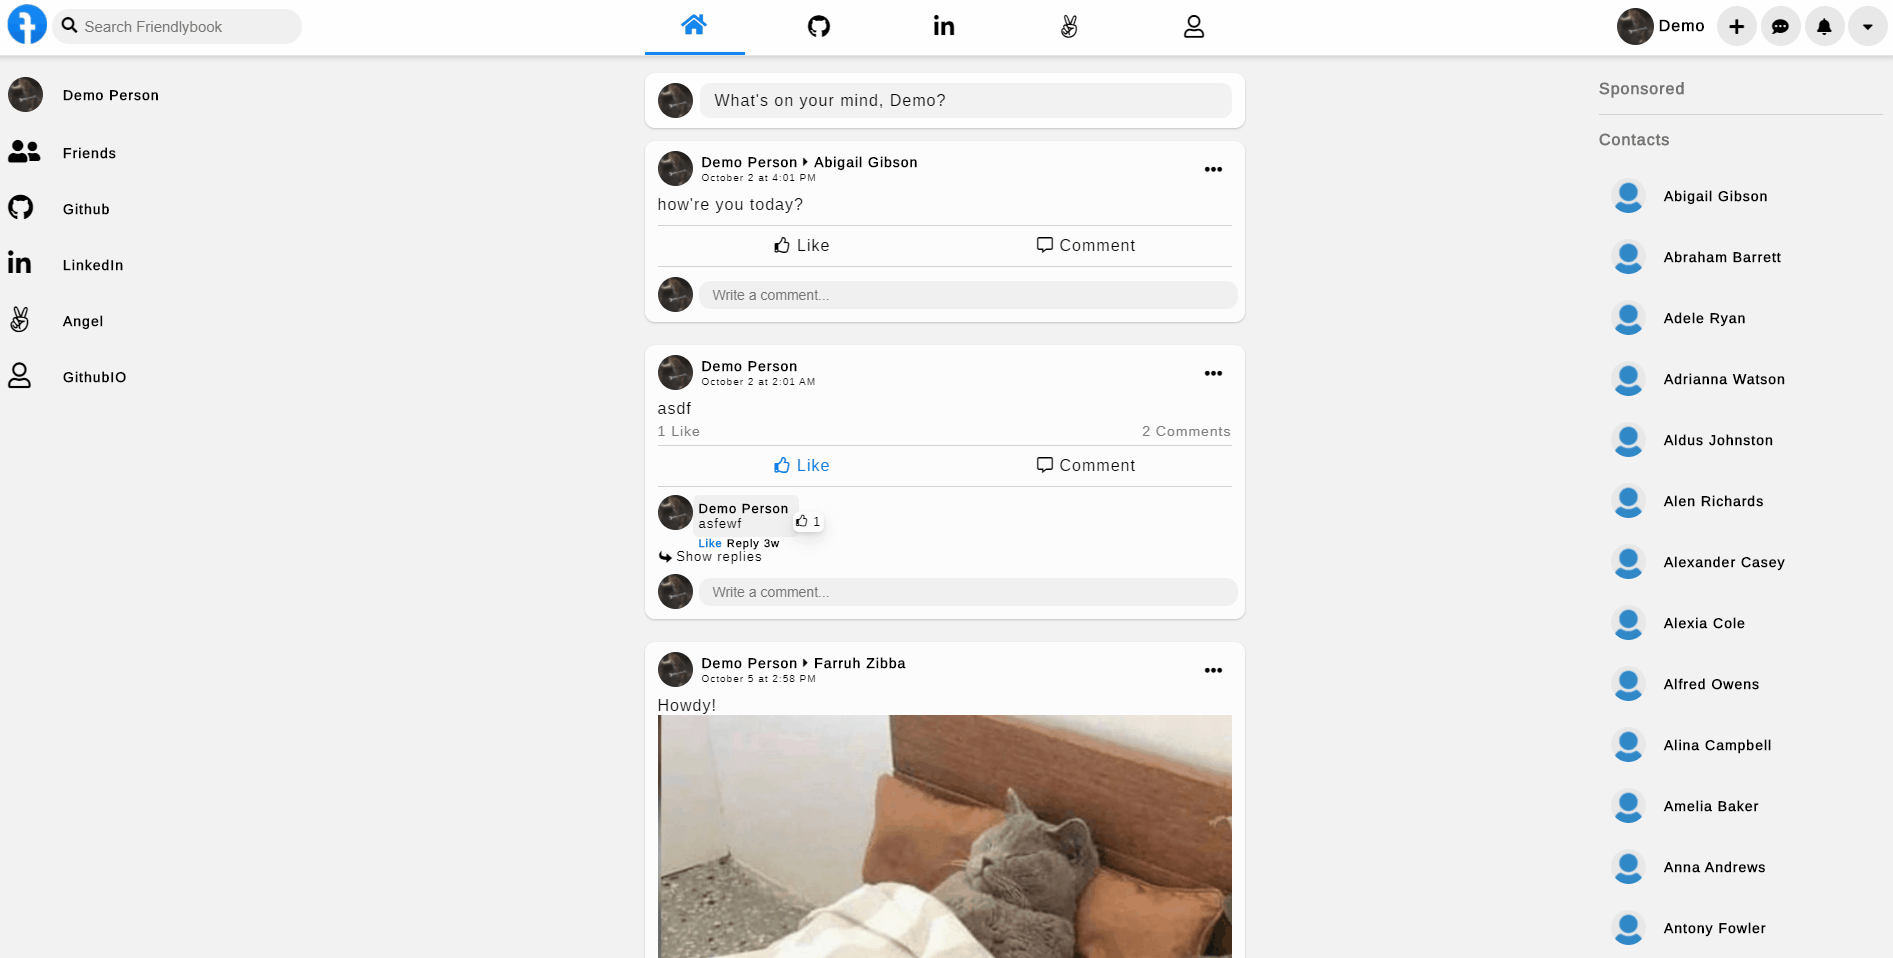 Search Friendlybook
Demo
Demo Person
Friends
Github
LinkedIn
Angel
GithubIO
What's on your mind, Demo?
Demo Person Abigail Gibson
October 2 at 4:01 PM
how're you today?
Like Comment
Write a comment...
Demo Person
October 2 at 2:01 AM
asdf
1 Like 2 Comments
Like Comment
Demo Person
asfewf
1
Like Reply 3w
Show replies
Write a comment...
Demo Person Farruh Zibba
October 5 at 2:58 PM
Howdy!
Sponsored
Contacts
Abigail Gibson
Abraham Barrett
Adele Ryan
Adrianna Watson
Aldus Johnston
Alen Richards
Alexander Casey
Alexia Cole
Alfred Owens
Alina Campbell
Amelia Baker
Anna Andrews
Antony Fowler